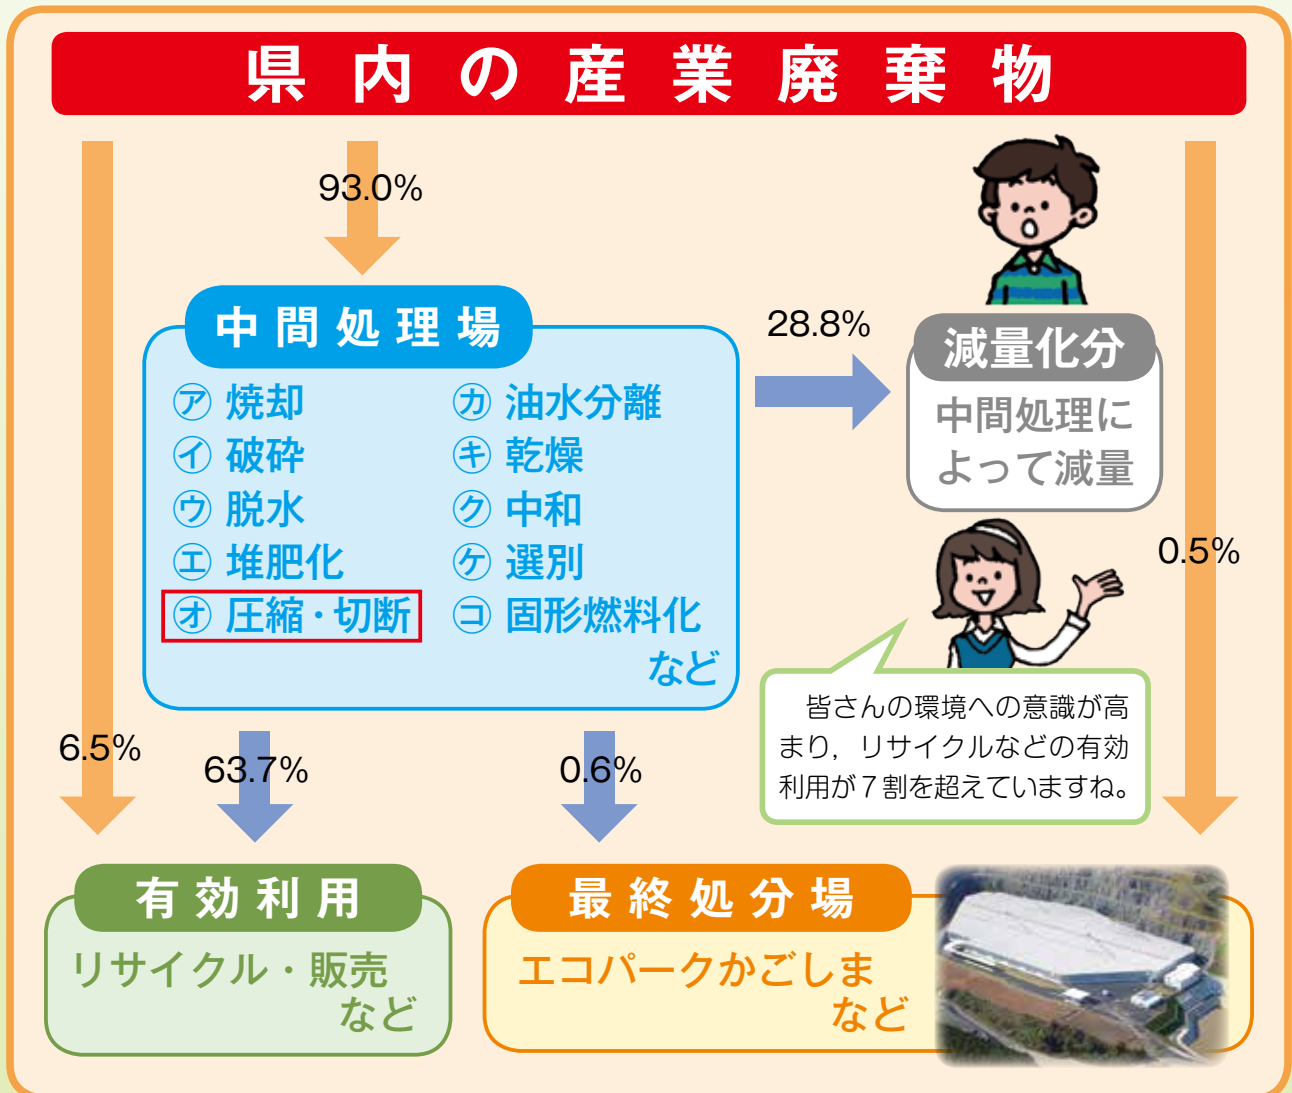 県内の産業廃棄物
93.0%
中間処理場
㋐ 焼却
㋑ 破砕
㋒ 脱水
㋓ 堆肥化
㋔ 圧縮・切断
㋕ 油水分離
㋖ 乾燥
㋗ 中和
㋘ 選別
㋙ 固形燃料化
など
28.8%
減量化分
中間処理に
よって減量
0.5%
皆さんの環境への意識が高
まり，リサイクルなどの有効
利用が７割を超えていますね。
6.5%
63.7%
0.6%
有効利用
リサイクル・販売
など
最終処分場
エコパークかごしま
など